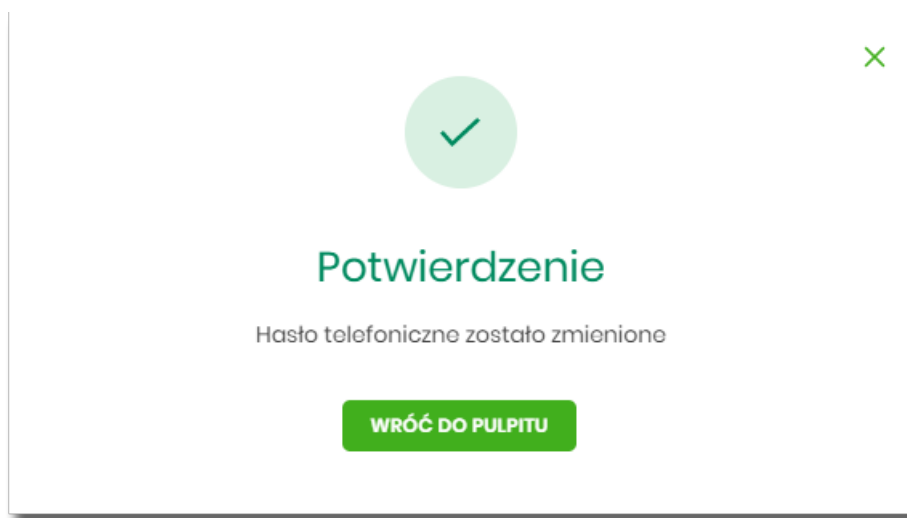 Potwierdzenie
Hasło telefoniczne zostało zmienione
WRÓĆ DO PULPITU